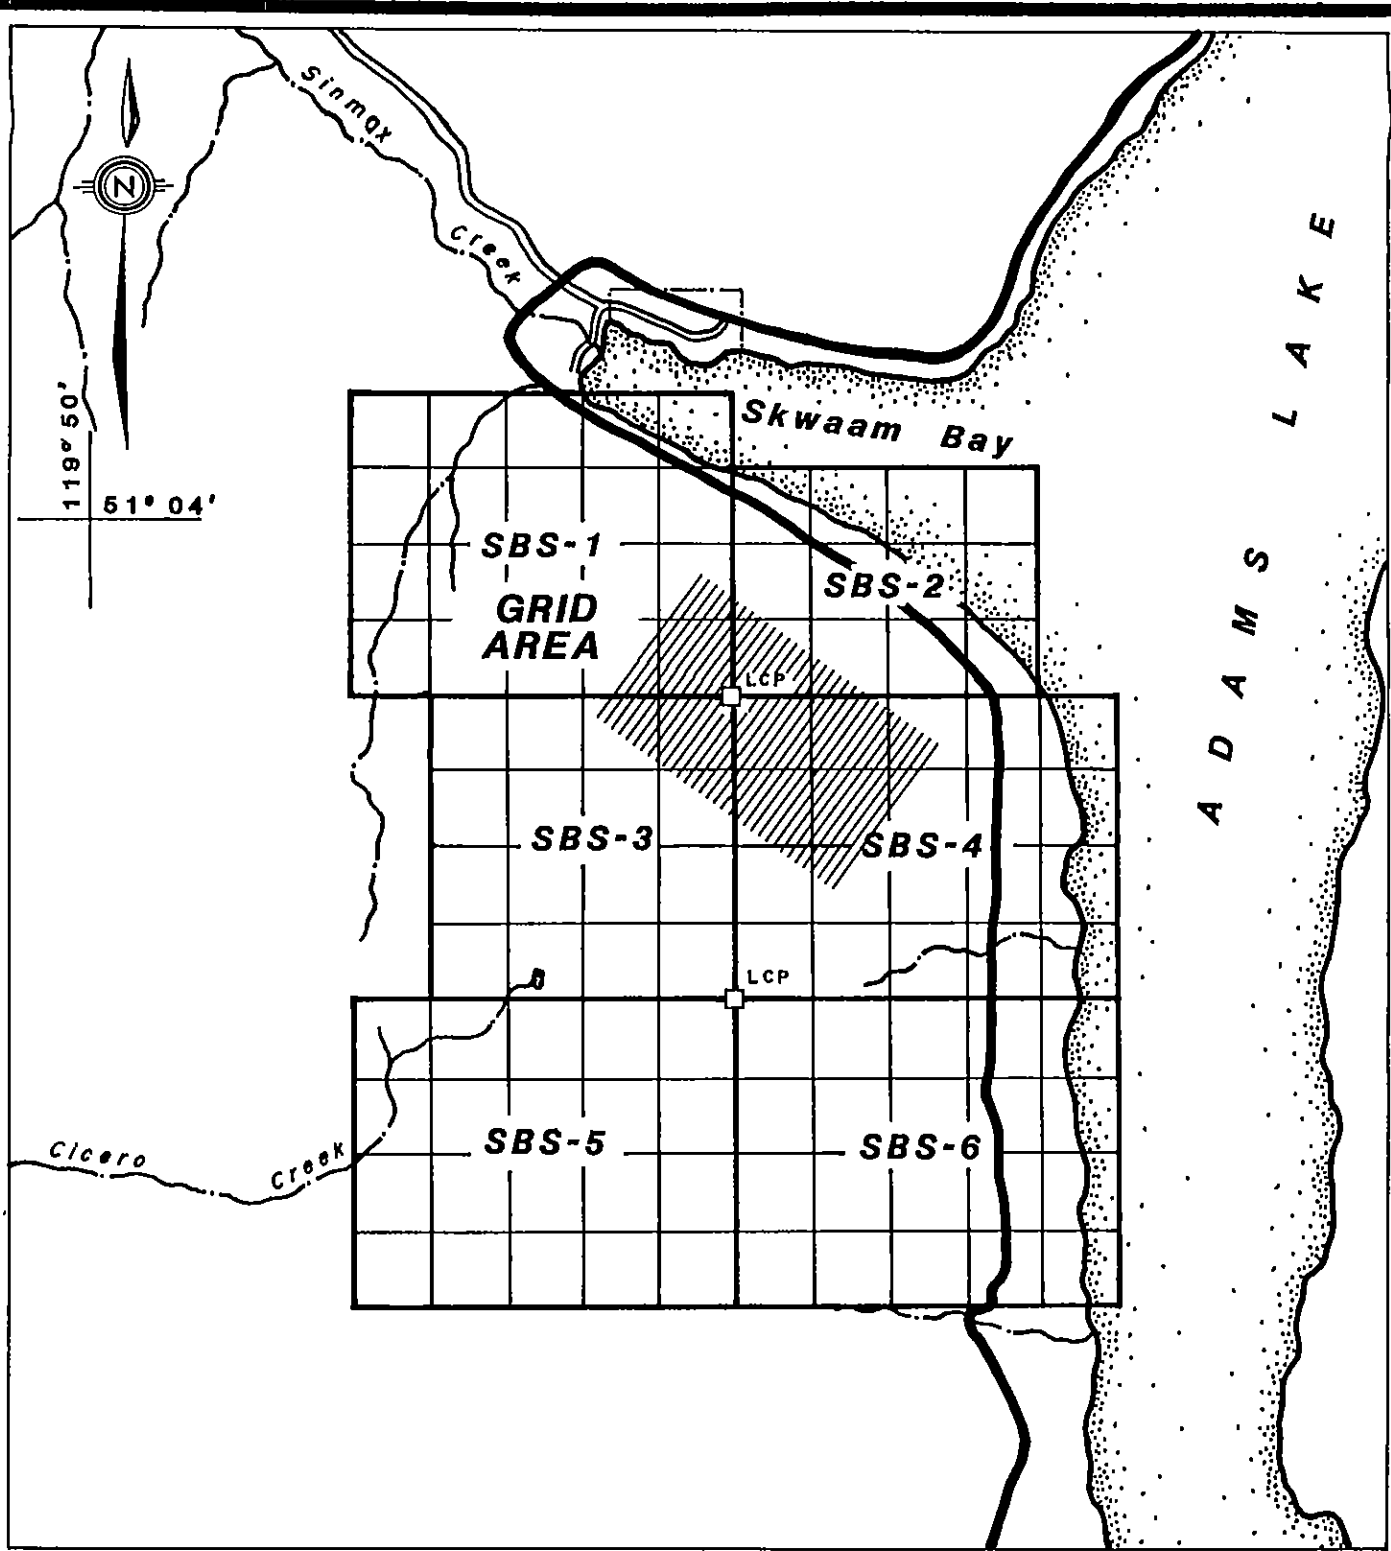 Sinmax
Creek
N
LAKE
Skwaam Bay
119° 50'
51° 04'
SBS-1
SBS-2
GRID
AREA
LCP
ADAMS
SBS-3
SBS-4
LCP
SBS-5
SBS-6
Cicero
Creek